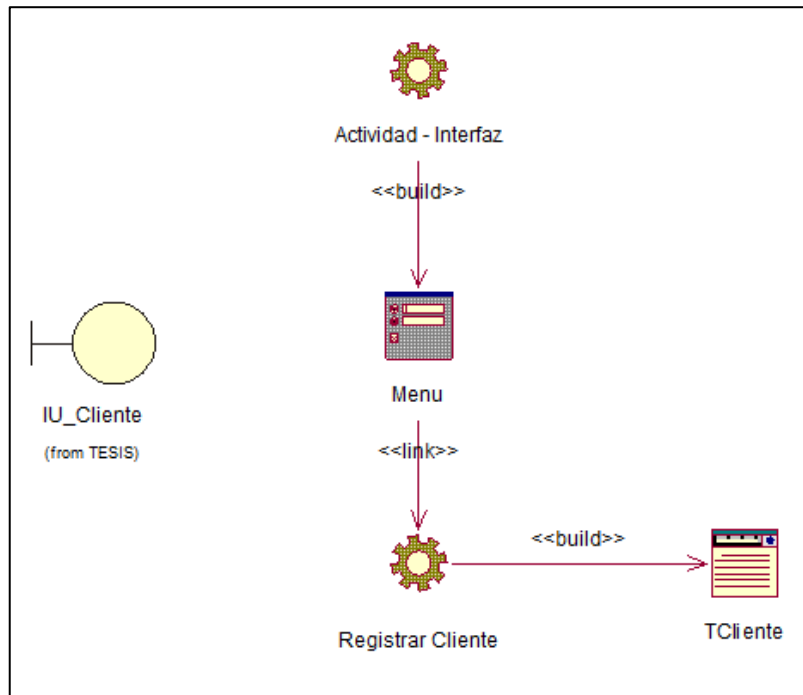 Actividad - Interfaz
<<build>>
Menu
IU_Cliente
(from TESIS)
<<link>>
<<build>>
Registrar Cliente
TCliente